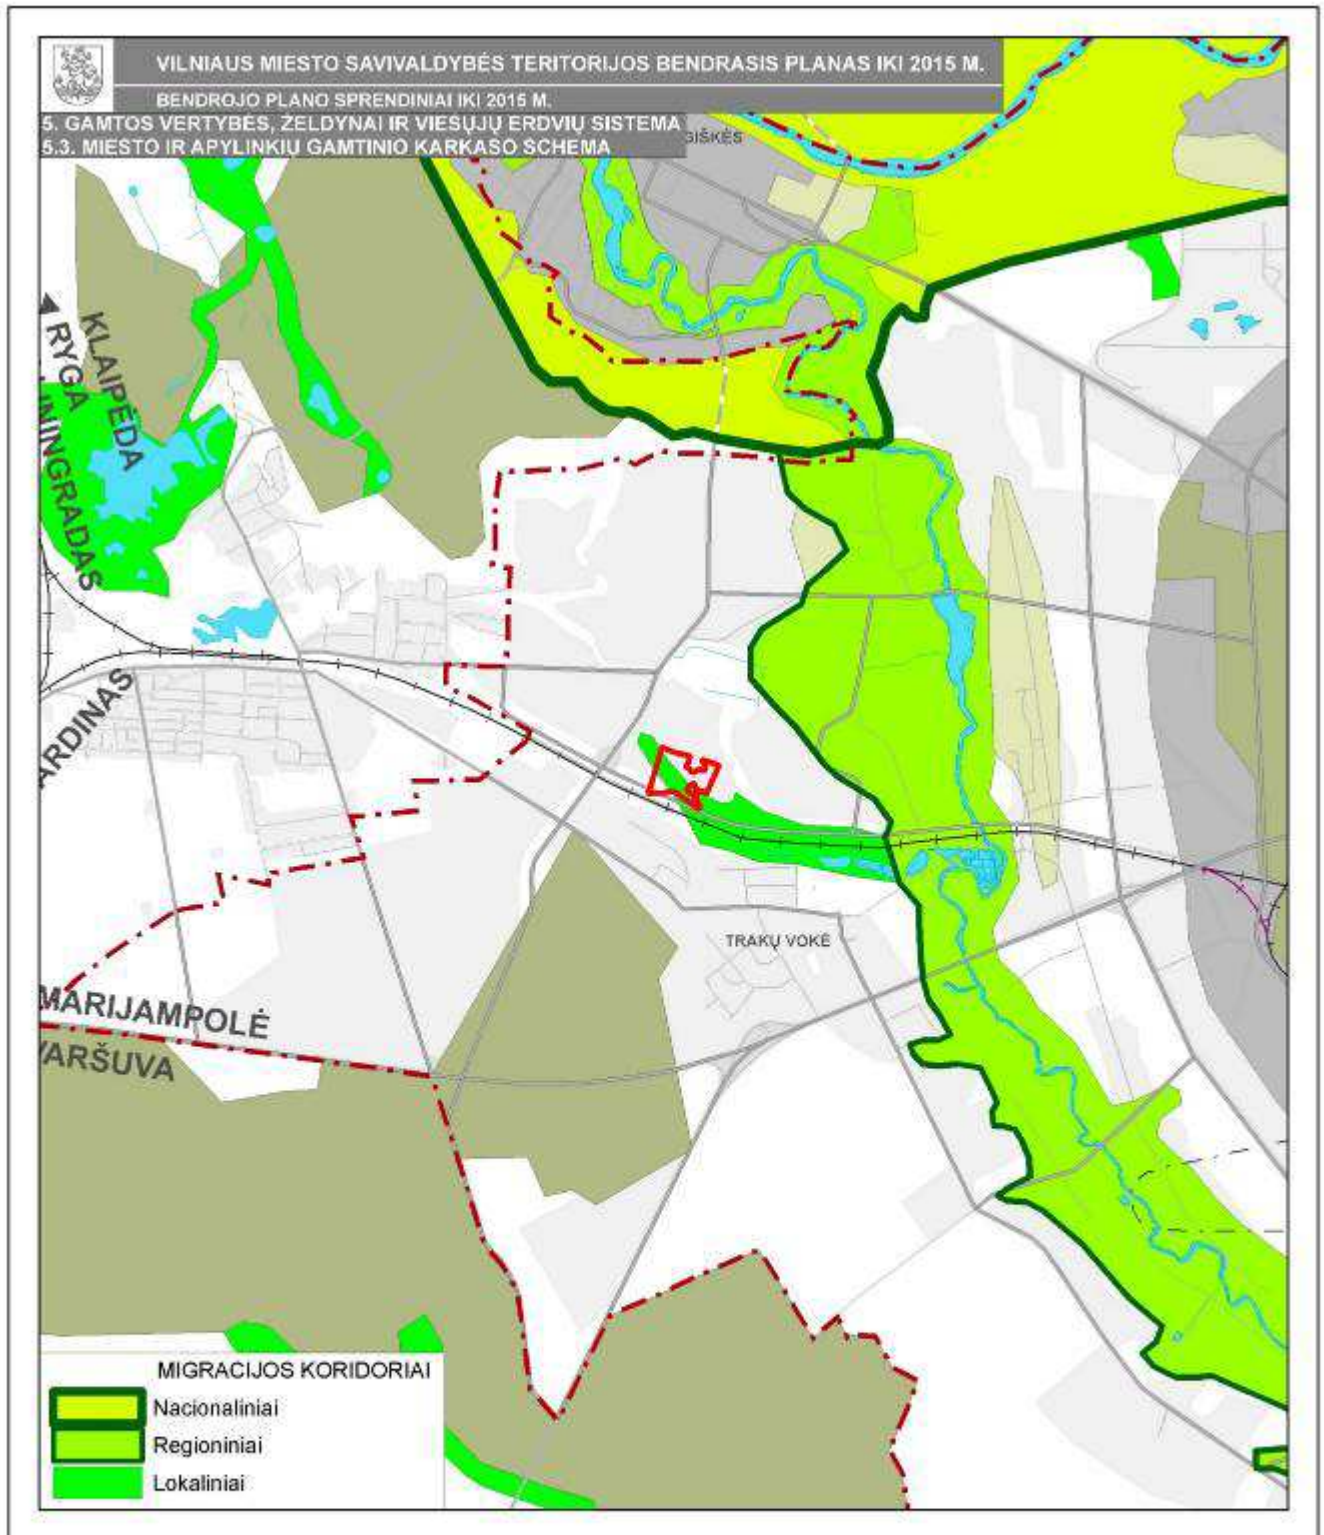 VILNIAUS MIESTO SAVIVALDYBĖS TERITORIJOS BENDRASIS PLANAS IKI 2015 M.
BENDROJO PLANO SPRENDINIAI IKI 2015 M.
5. GAMTOS VERTYBĖS, ŽELDYNAI IR VIEŠŲJŲ ERDVIŲ SISTEMA
5.3. MIESTO IR APYLINKIŲ GAMTINIO KARKASO SCHEMA
GIŠKĖS
KLAIPĖDA
RYGA
ININGRADAS
ARDINAS
TRAKŲ VOKĖ
MARIJAMPOLĖ
VARŠUVA
MIGRACIJOS KORIDORIAI
Nacionaliniai
Regioniniai
Lokaliniai